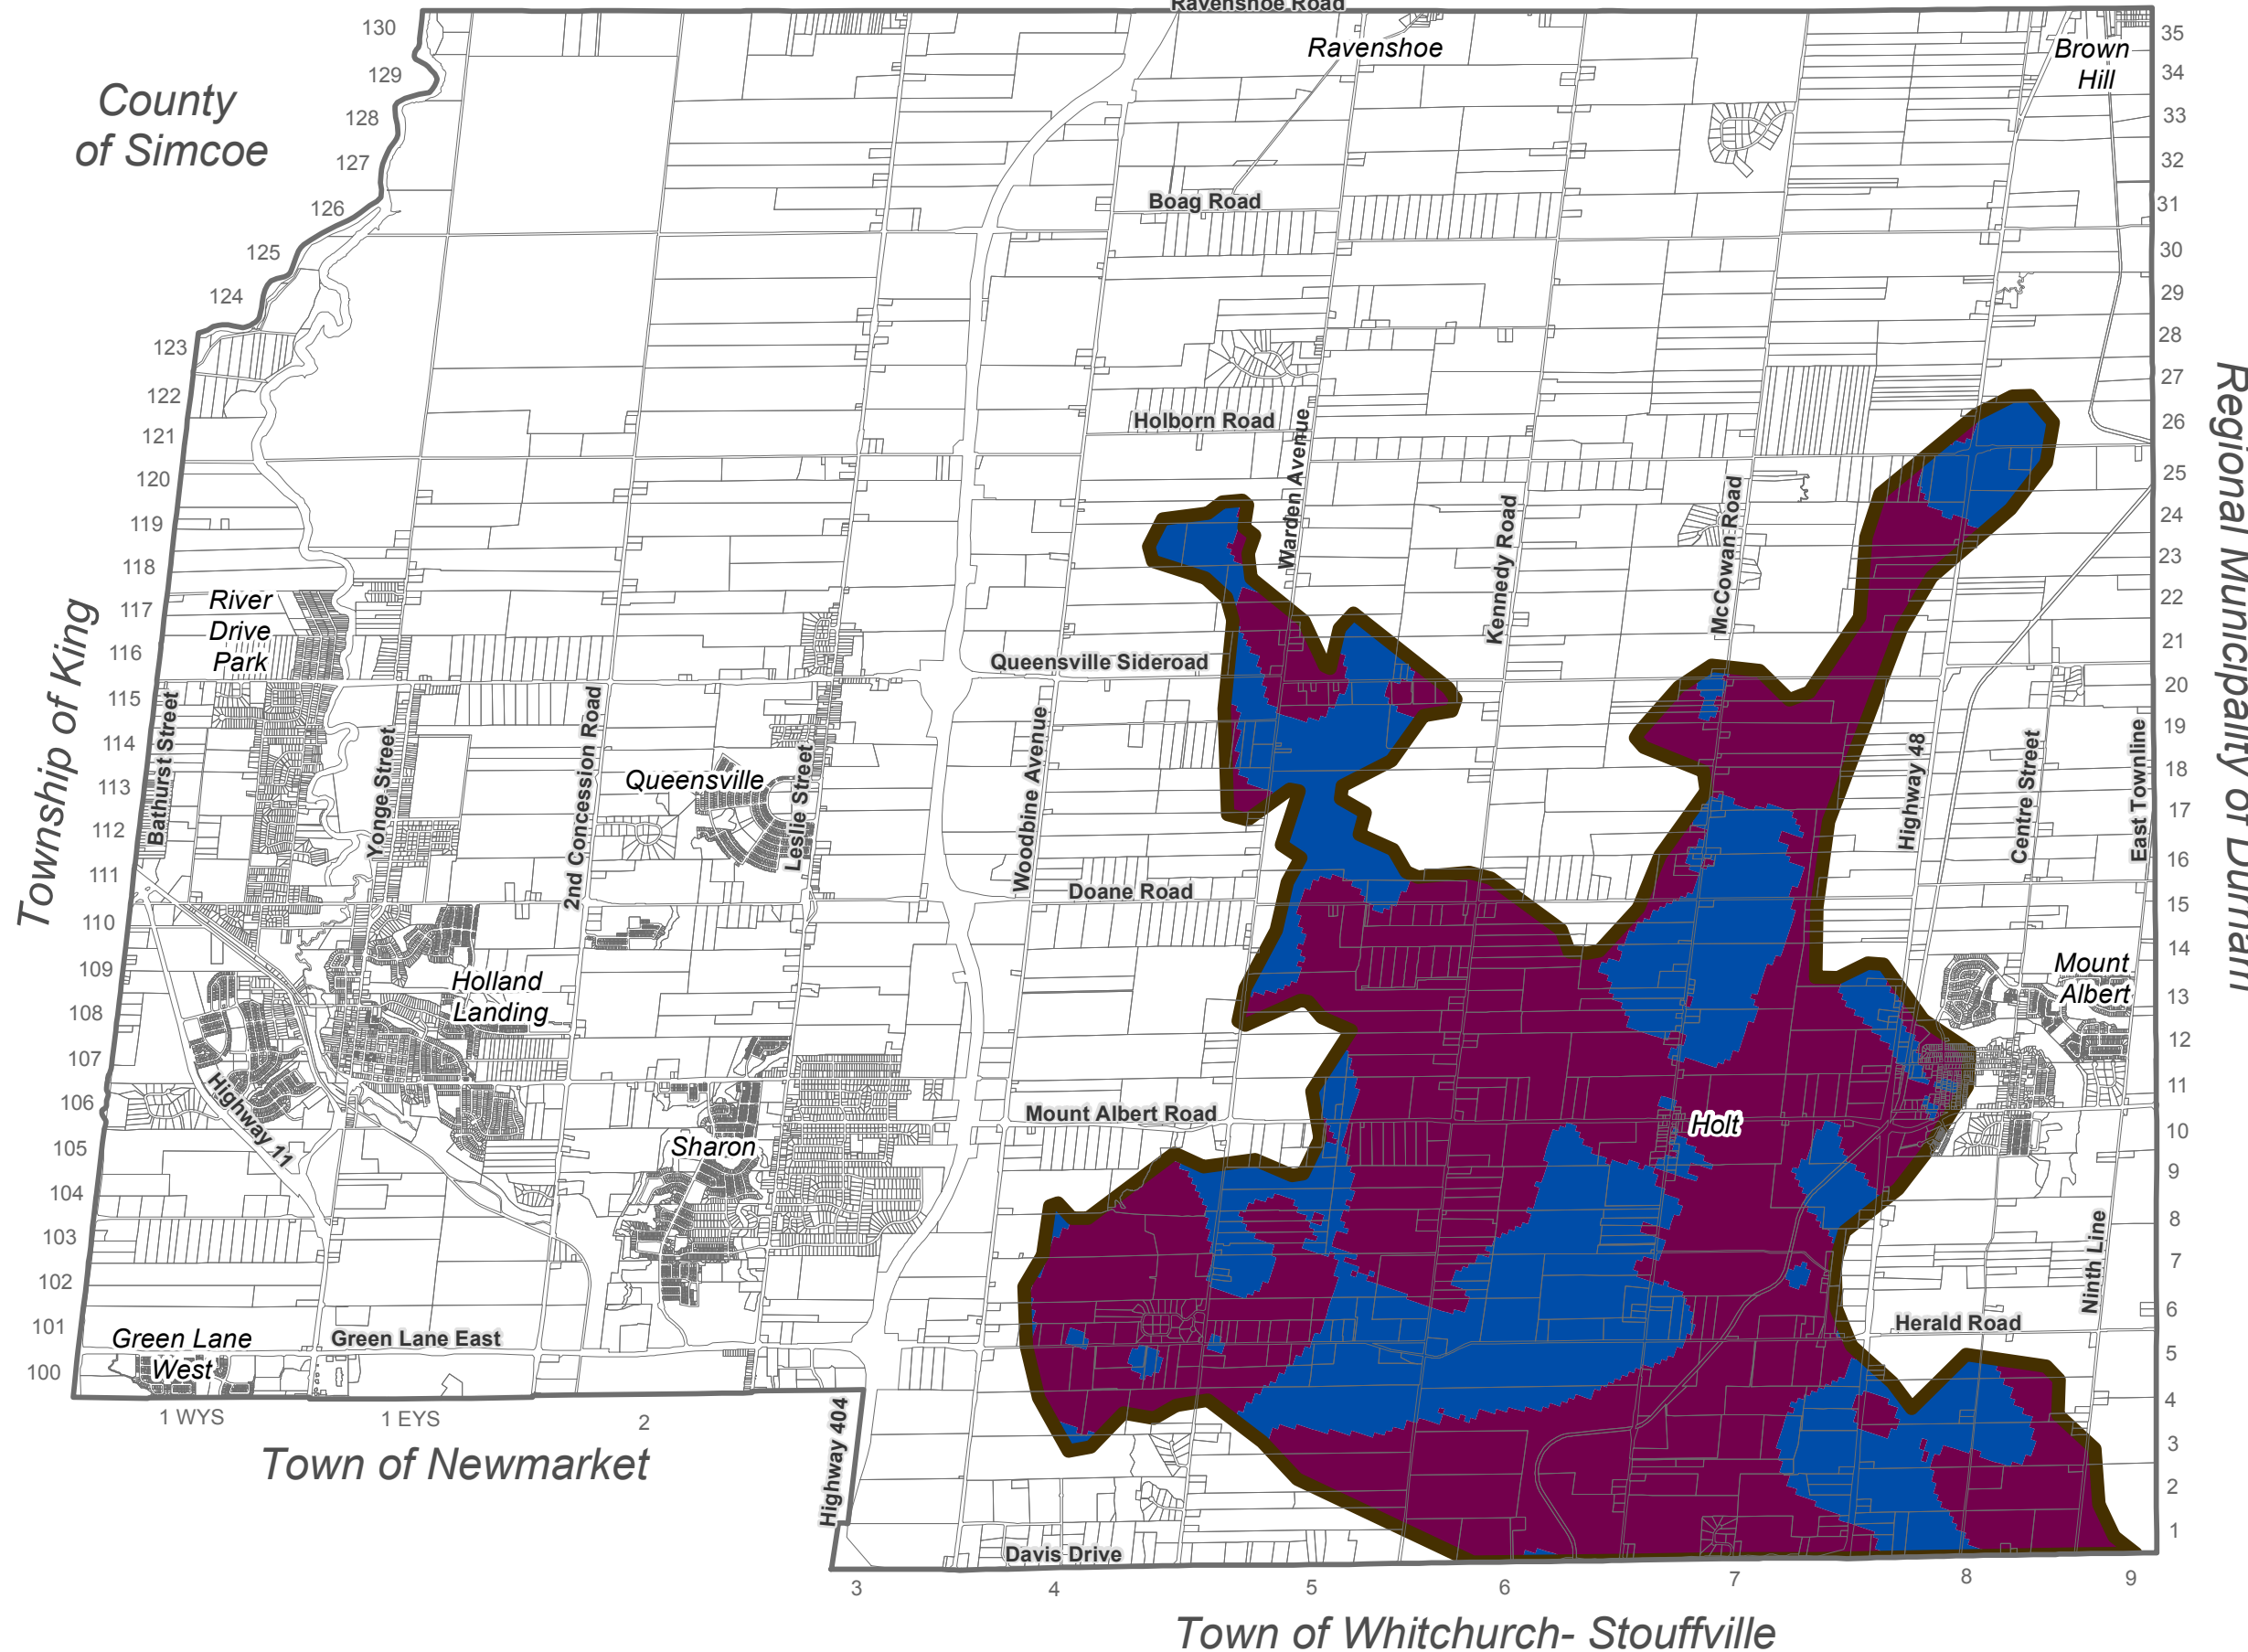 Ravenshoe Road
130
129
128
127
126
125
124
123
122
121
120
119
118
117
116
115
114
113
112
111
110
109
108
107
106
105
104
103
102
101
100
County
of Simcoe
Township of King
Ravenshoe
Brown
Hill
Boag Road
Holborn Road
Warden Avenue
Kennedy Road
McCowan Road
River
Drive
Park
Queensville Sideroad
Bathurst Street
Yonge Street
2nd Concession Road
Queensville
Leslie Street
Woodbine Avenue
Highway 48
Centre Street
East Townline
Doane Road
Holland
Landing
Mount
Albert
Highway 11
Mount Albert Road
Sharon
Holt
Ninth Line
Herald Road
Green Lane
West
Green Lane East
Highway 404
Davis Drive
35
34
33
32
31
30
29
28
27
26
25
24
23
22
21
20
19
18
17
16
15
14
13
12
11
10
9
8
7
6
5
4
3
2
1
Regional Municipality of Durham
1 WYS
1 EYS
2
Town of Newmarket
3
4
5
6
7
8
9
Town of Whitchurch- Stouffville